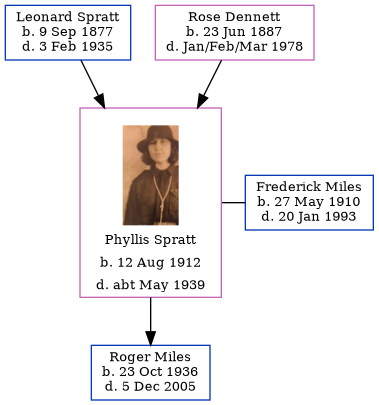 Leonard Spratt
b. 9 Sep 1877
d. 3 Feb 1935
Rose Dennett
b. 23 Jun 1887
d. Jan/Feb/Mar 1978
Phyllis Spratt
b. 12 Aug 1912
d. abt May 1939
Frederick Miles
b. 27 May 1910
d. 20 Jan 1993
Roger Miles
b. 23 Oct 1936
d. 5 Dec 2005